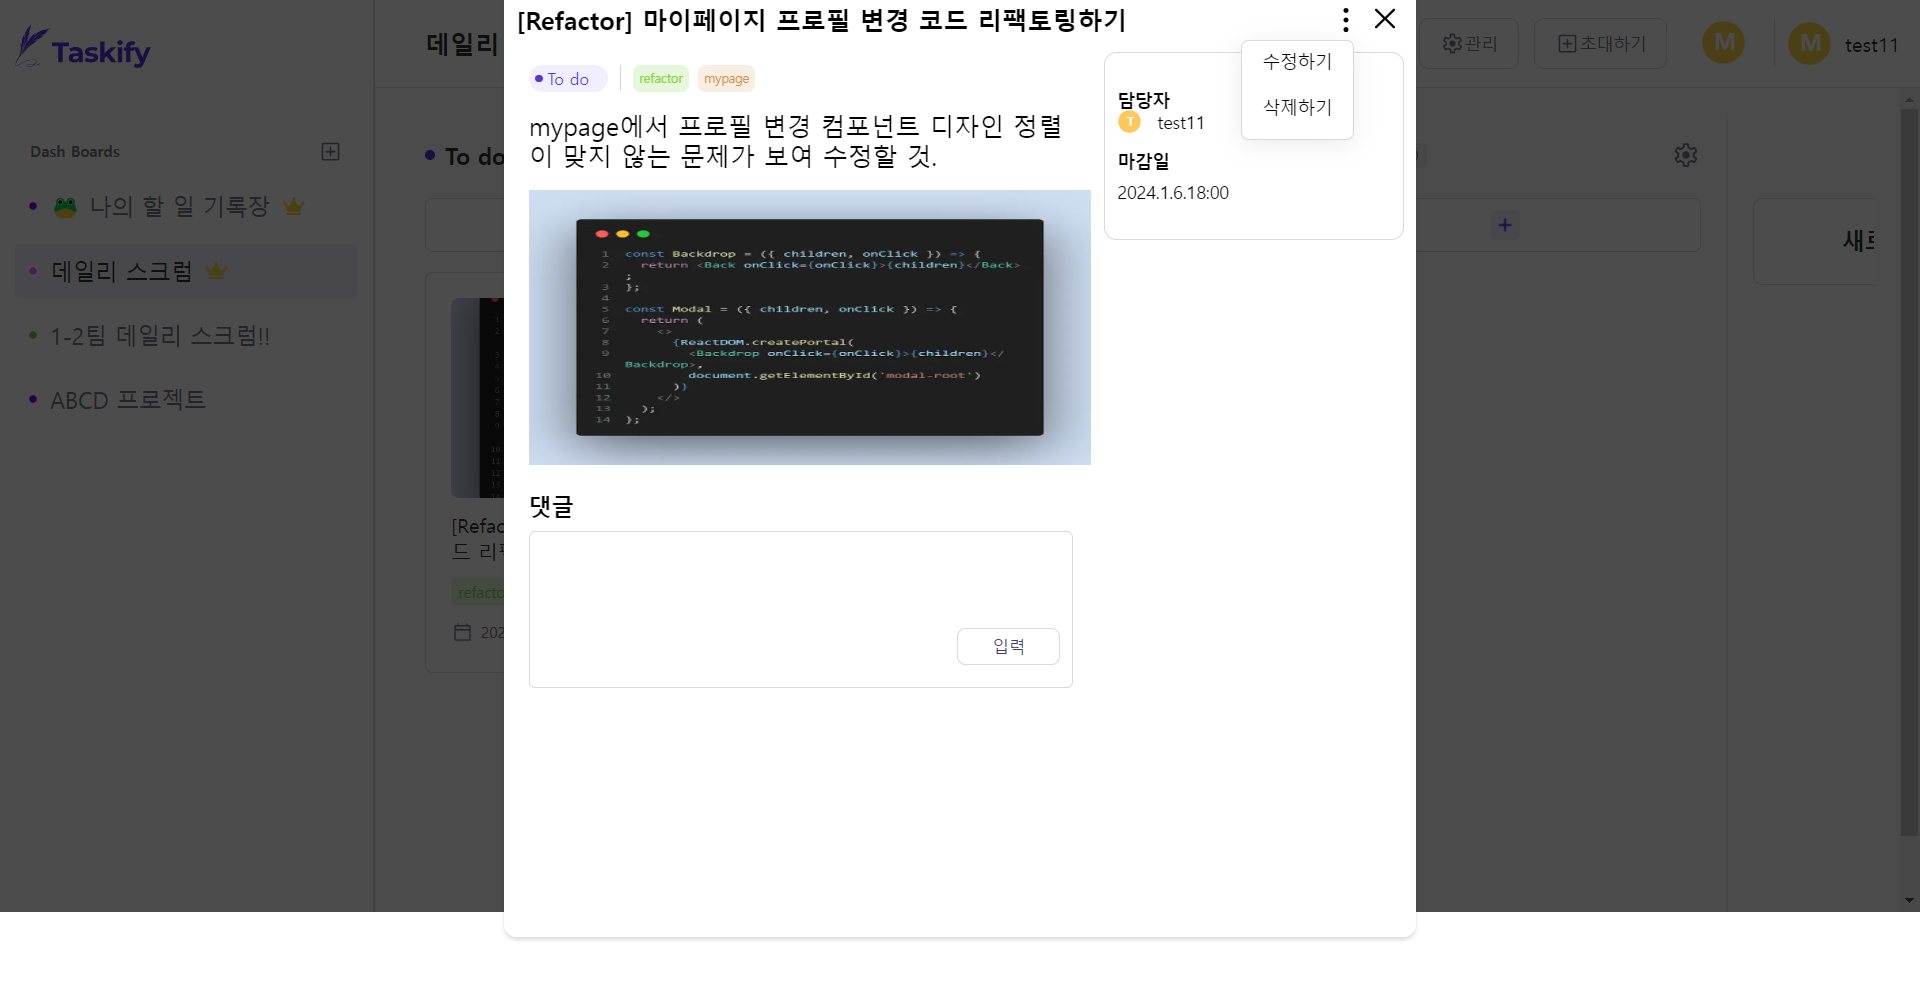 Taskify
Dash Boards
🐸 나의 할 일 기록장
데일리 스크럼
1-2팀 데일리 스크럼!!
ABCD 프로젝트
데일리
관리
초대하기
M
M
test11
To do
새로
[Refac
드 리팩
refacto
202
[Refactor] 마이페이지 프로필 변경 코드 리팩토링하기
수정하기
삭제하기
To do
refactor
mypage
mypage에서 프로필 변경 컴포넌트 디자인 정렬
이 맞지 않는 문제가 보여 수정할 것.
담당자
T
test11
마감일
2024.1.6.18:00
1 const Backdrop = ({ children, onClick }) => {
2 return <Back onClick={onClick}>{children}</Back>
;
3 };
4
5 const Modal = ({ children, onClick }) => {
6 return (
7 <>
8 {ReactDOM.createPortal(
9 <Backdrop onClick={onClick}>{children}</
Backdrop>,
10 document.getElementById('modal-root')
11 )}
12 </>
13 );
14 };
댓글
입력